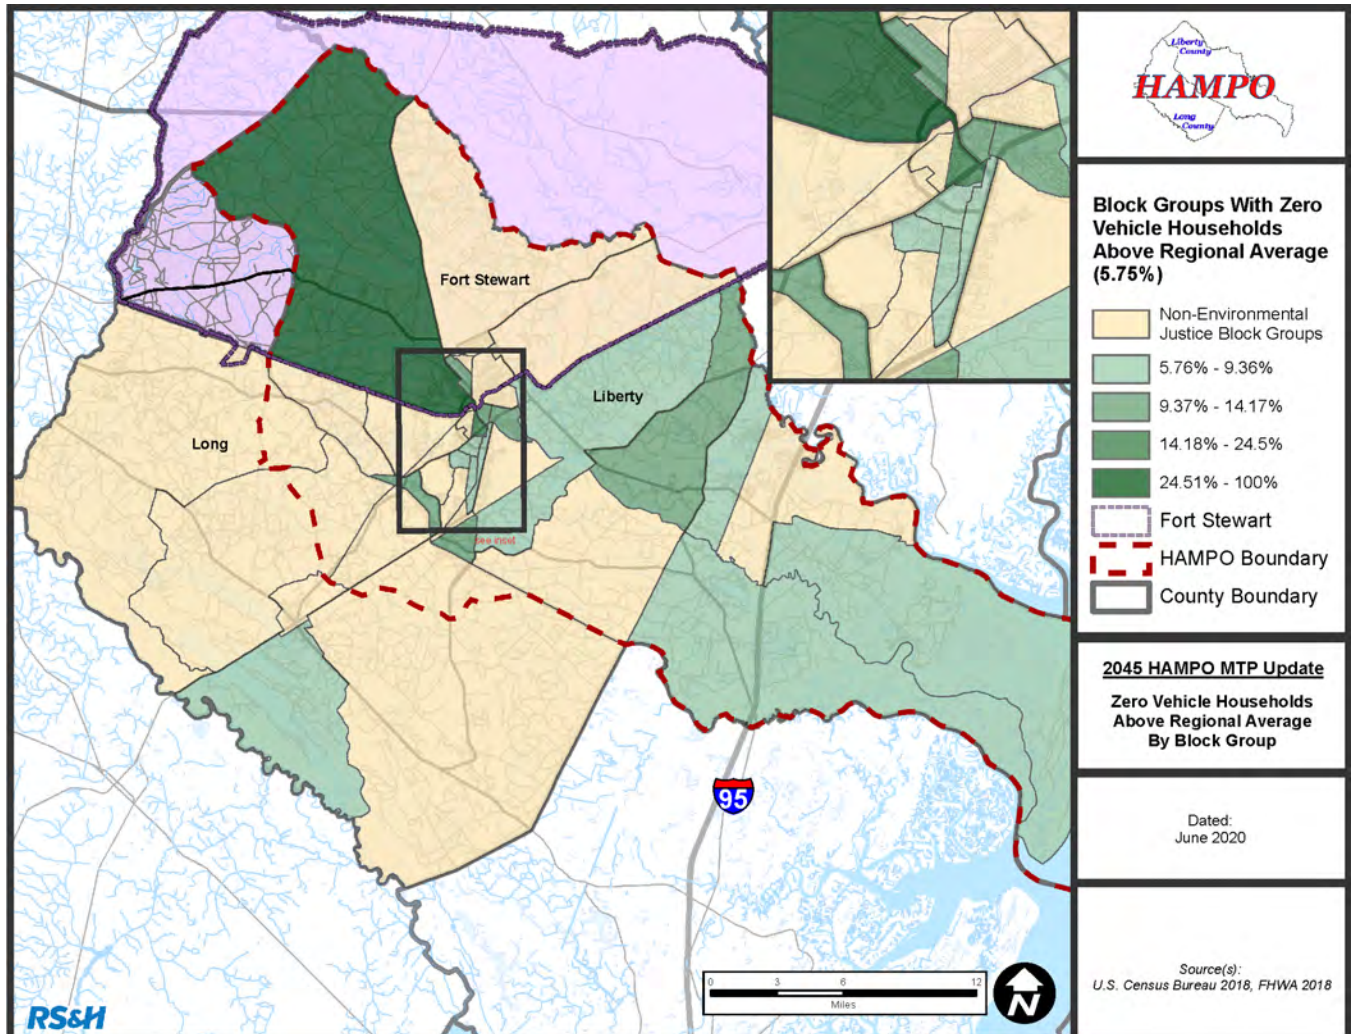 Fort Stewart
Long
Liberty
see inset
95
0 3 6 12
Miles
N
RS&H
Liberty
County
HAMPO
Long
County
Block Groups With Zero
Vehicle Households
Above Regional Average
(5.75%)
Non-Environmental
Justice Block Groups
5.76% - 9.36%
9.37% - 14.17%
14.18% - 24.5%
24.51% - 100%
Fort Stewart
HAMPO Boundary
County Boundary
2045 HAMPO MTP Update
Zero Vehicle Households
Above Regional Average
By Block Group
Dated:
June 2020
Source(s):
U.S. Census Bureau 2018, FHWA 2018